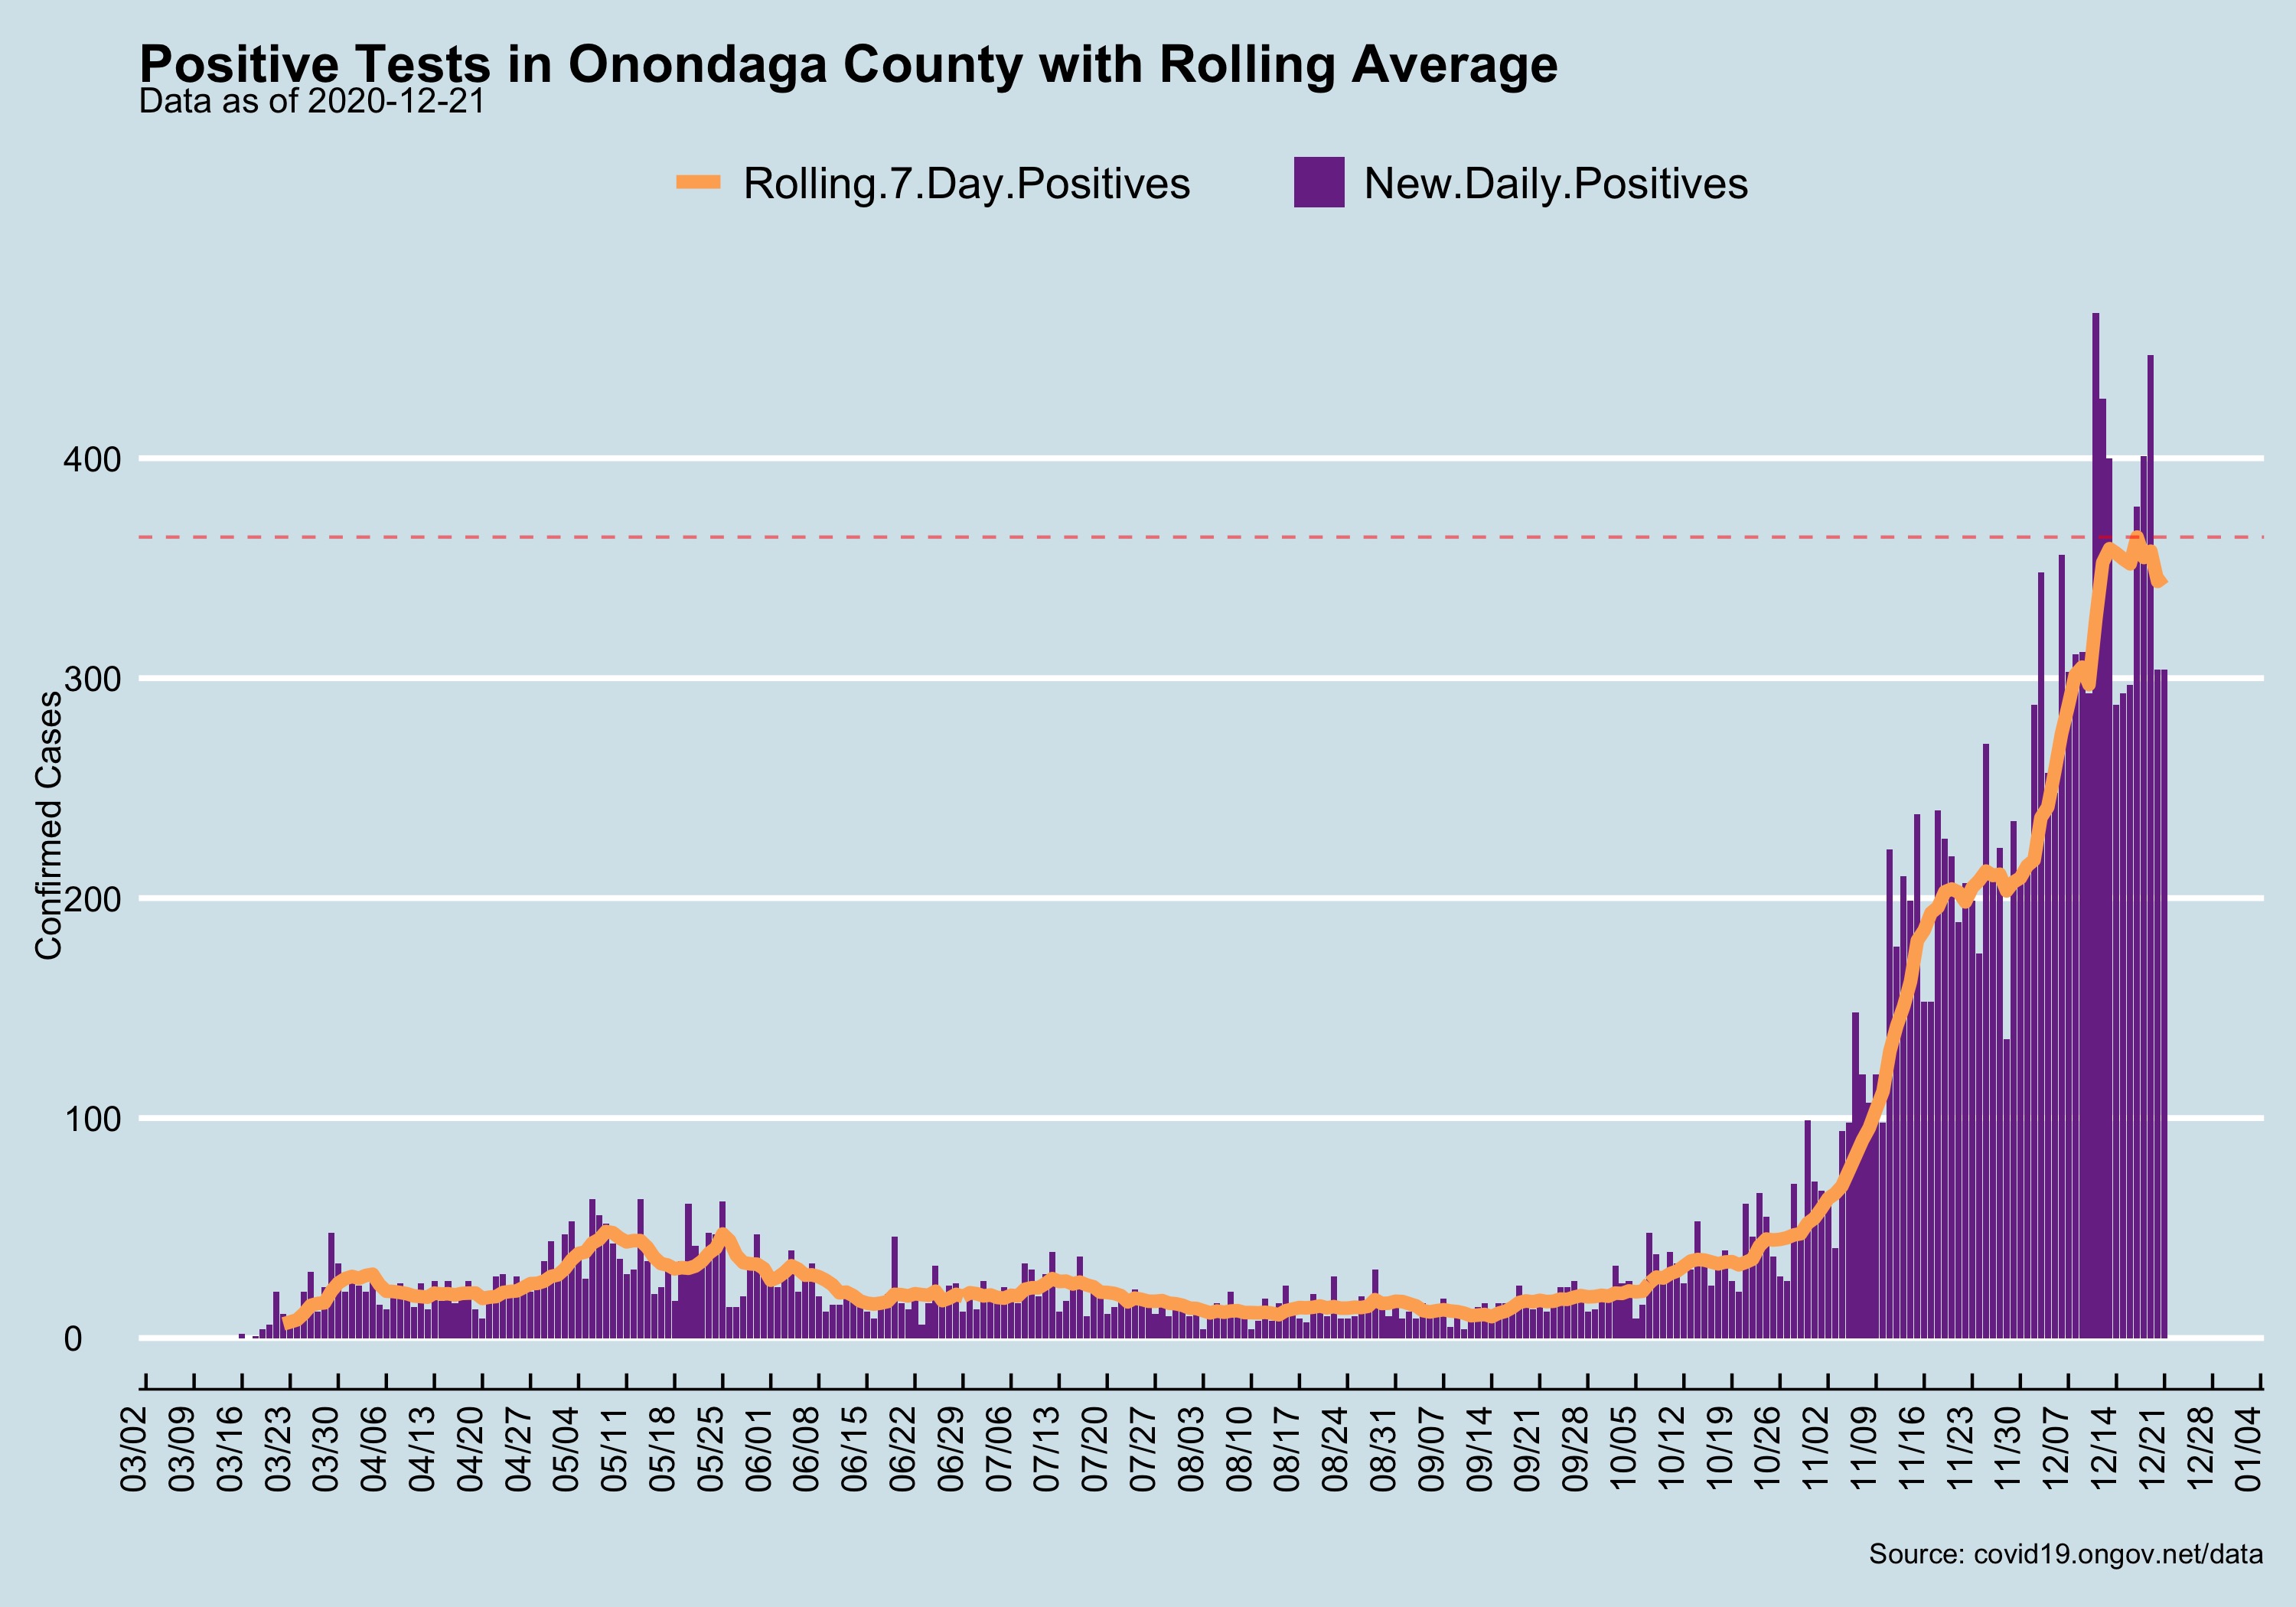 Positive Tests in Onondaga County with Rolling Average
Data as of 2020-12-21
Rolling.7.Day.Positives New.Daily.Positives
Confirmed Cases
400
300
200
100
0
03/02 03/09 03/16 03/23 03/30 04/06 04/13 04/20 04/27 05/04 05/11 05/18 05/25 06/01 06/08 06/15 06/22 06/29 07/06 07/13 07/20 07/27 08/03 08/10 08/17 08/24 08/31 09/07 09/14 09/21 09/28 10/05 10/12 10/19 10/26 11/02 11/09 11/16 11/23 11/30 12/07 12/14 12/21 12/28 01/04
Source: covid19.ongov.net/data